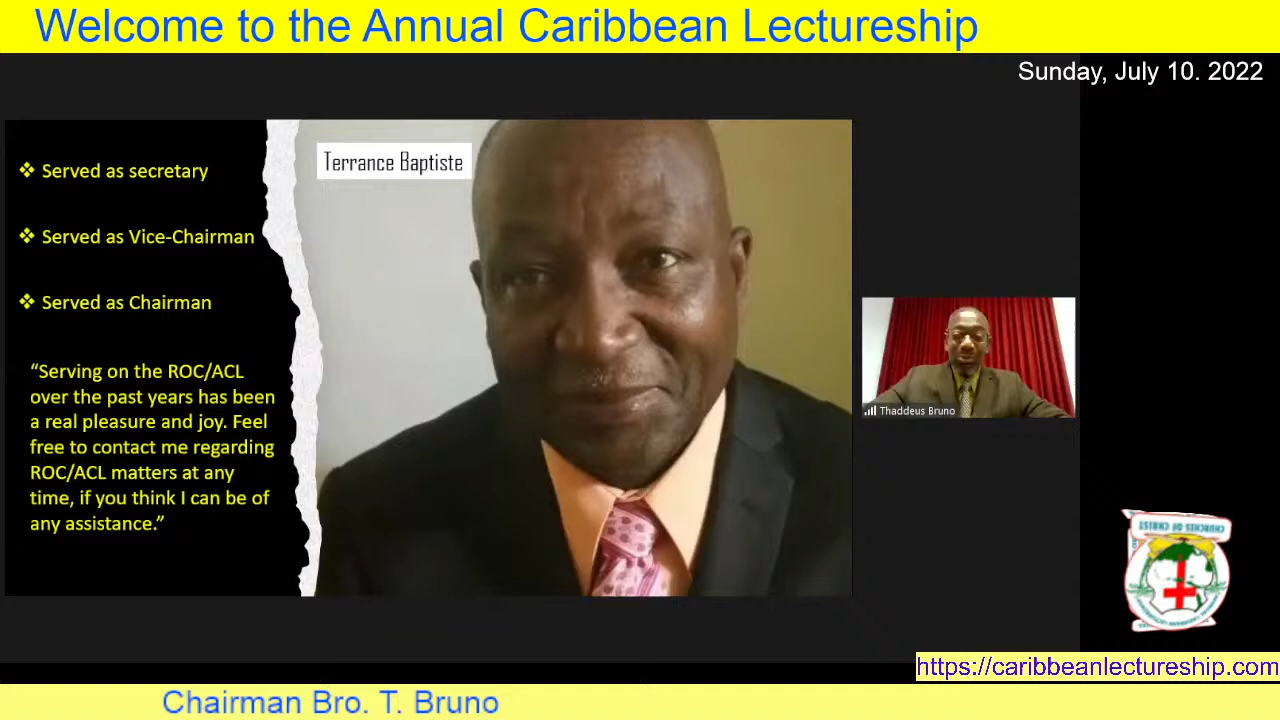 Welcome to the Annual Caribbean Lectureship
Sunday, July 10. 2022
Terrance Baptiste
❖ Served as secretary
❖ Served as Vice-Chairman
❖ Served as Chairman
“Serving on the ROC/ACL
over the past years has been
a real pleasure and joy. Feel
free to contact me regarding
ROC/ACL matters at any
time, if you think I can be of
any assistance.”
Thaddeus Bruno
CHURCHES OF CHRIST
https://caribbeanlectureship.com
Chairman Bro. T. Bruno